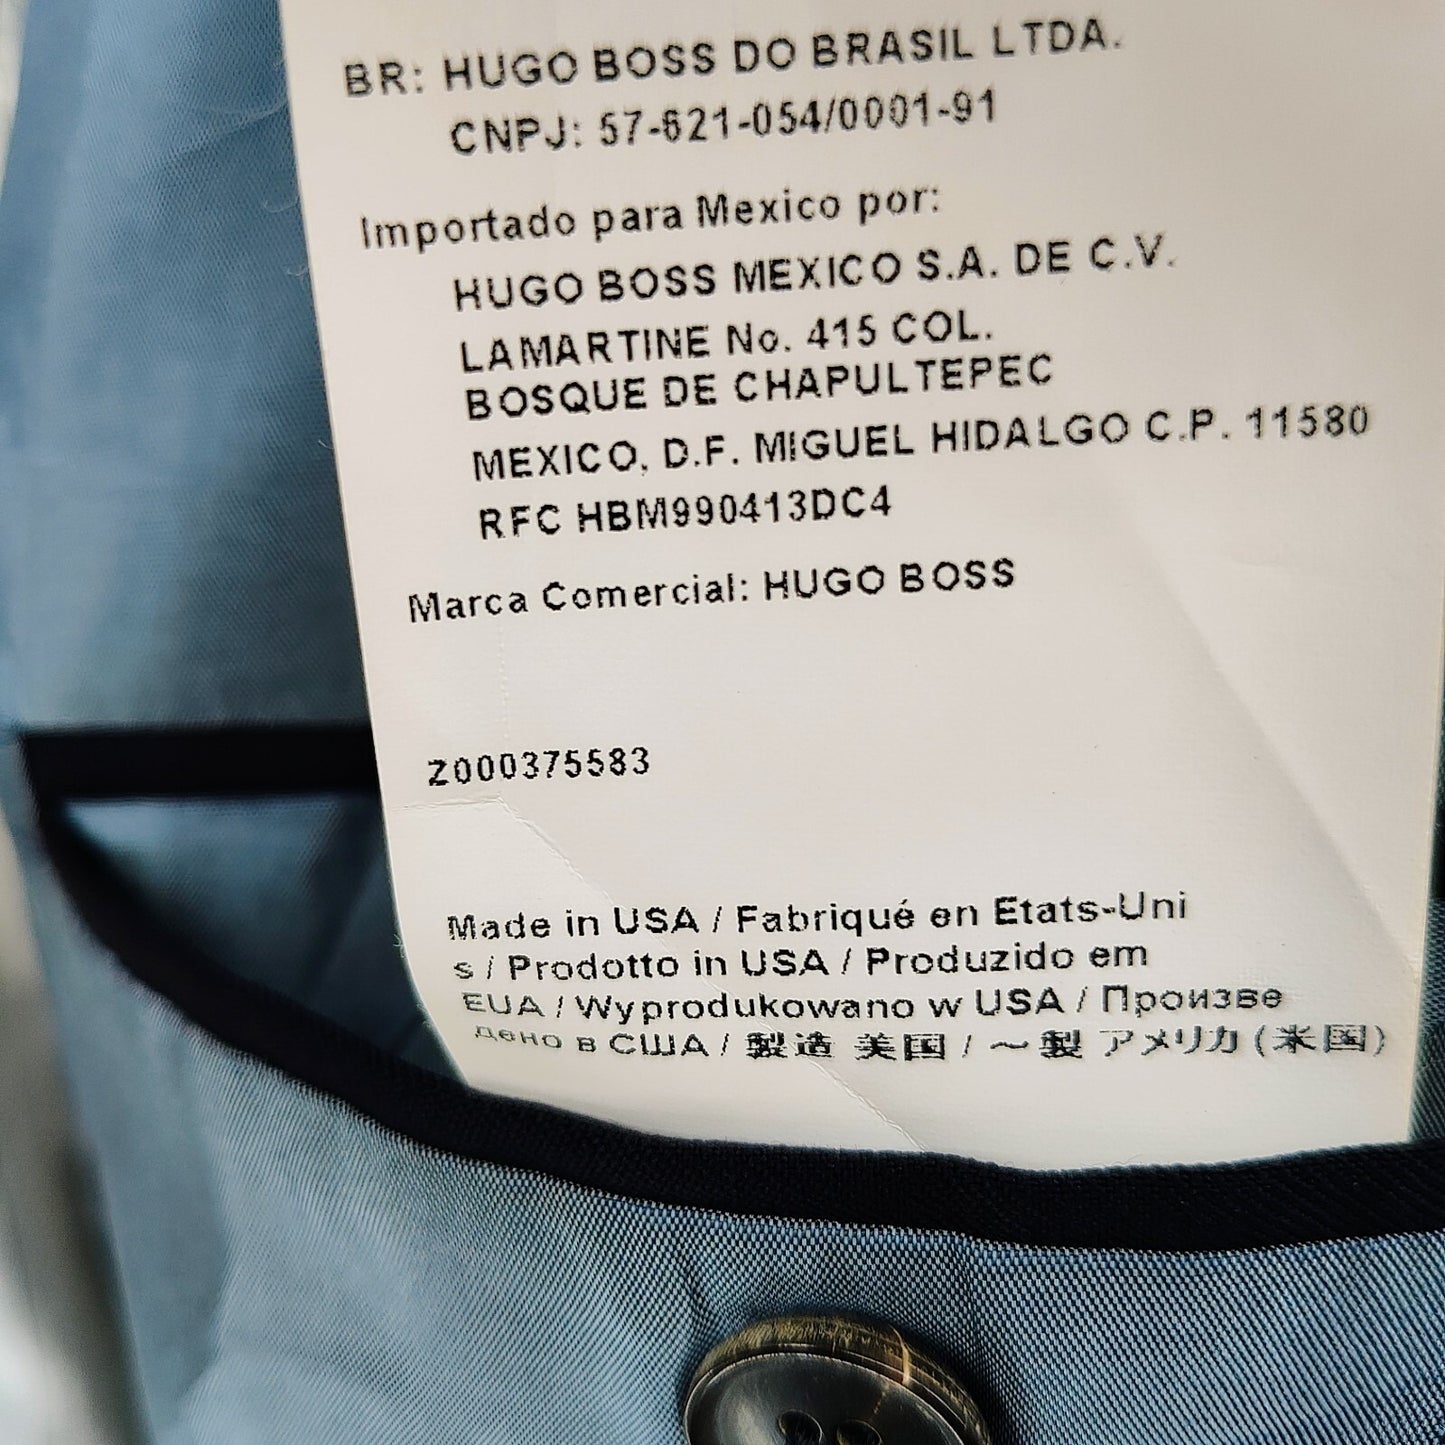 BR: HUGO BOSS DO BRASIL LTDA.
CNPJ: 57-621-054/0001-91
Importado para Mexico por:
HUGO BOSS MEXICO S.A. DE C.V.
LAMARTINE No. 415 COL.
BOSQUE DE CHAPULTEPEC
MEXICO, D.F. MIGUEL HIDALGO C.P. 11580
RFC HBM990413DC4
Marca Comercial: HUGO BOSS
Z000375583
Made in USA / Fabriqué en Etats-Uni
s / Prodotto in USA / Produzido em
EUA / Wyprodukowano w USA / Произве
дено в США / 製造 美国 / ～製 アメリカ (米国)